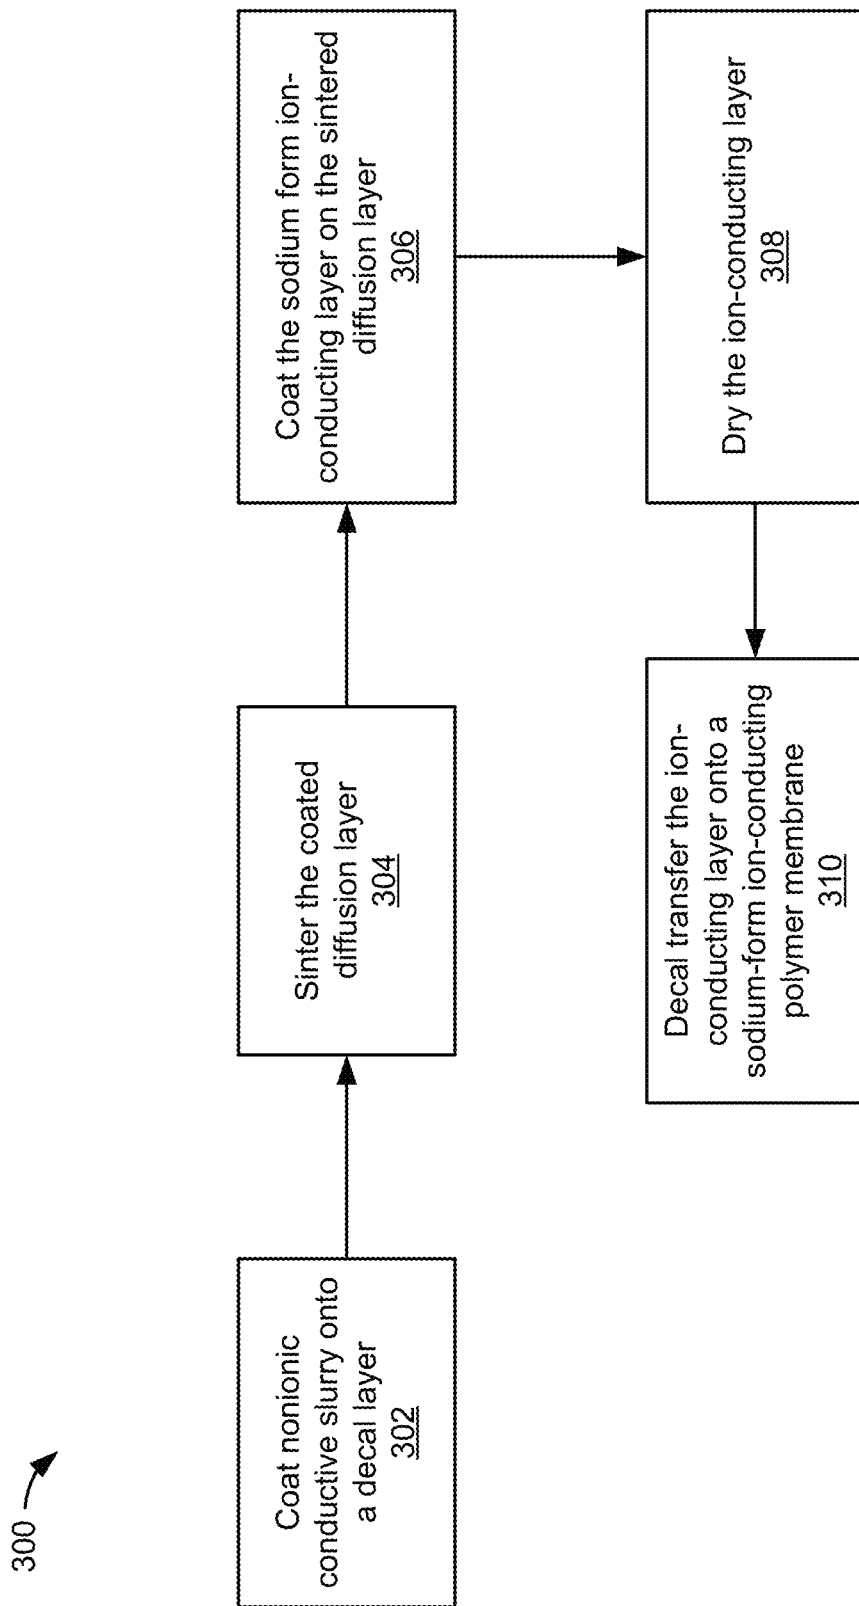 300
Coat nonionic
conductive slurry onto
a decal layer
302
Sinter the coated
diffusion layer
304
Coat the sodium form ion-
conducting layer on the sintered
diffusion layer
306
Dry the ion-conducting layer
308
Decal transfer the ion-
conducting layer onto a
sodium-form ion-conducting
polymer membrane
310